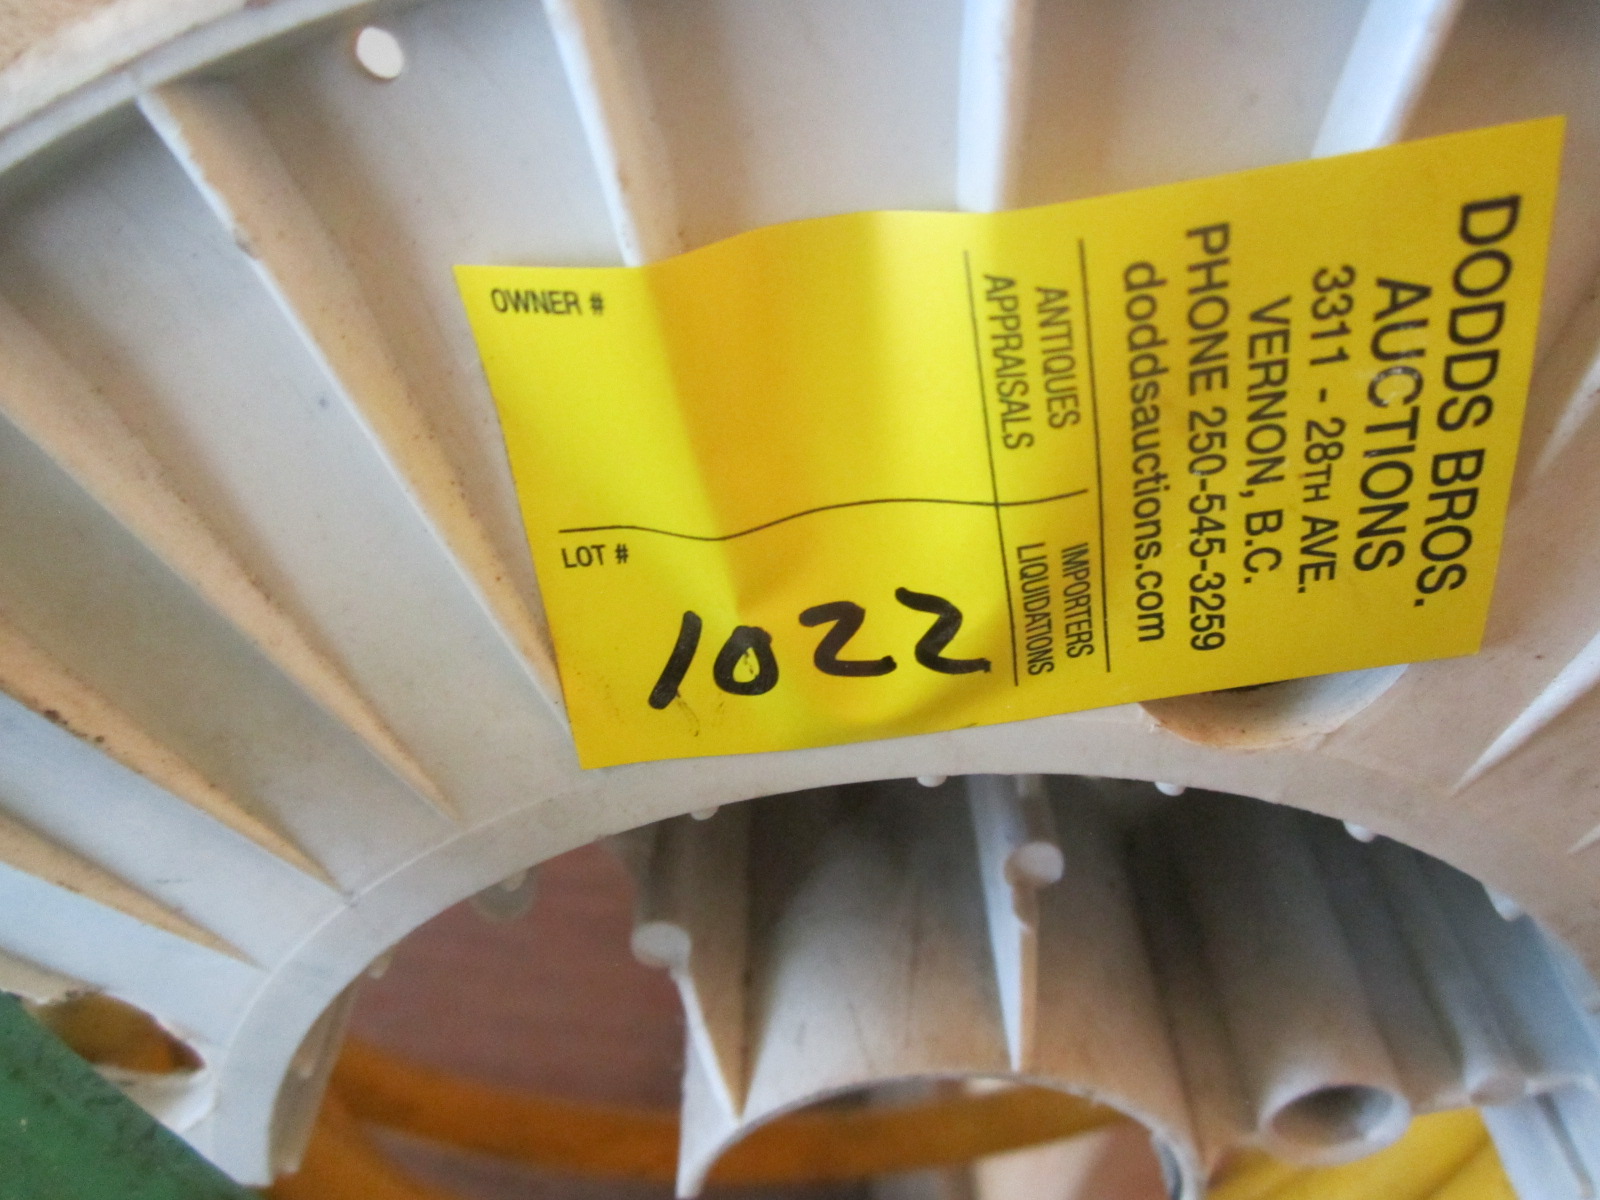 DODDS BROS.
AUCTIONS
3311 - 28TH AVE.
VERNON, B.C.
PHONE 250-545-3259
doddsauctions.com
ANTIQUES
APPRAISALS
IMPORTERS
LIQUIDATIONS
OWNER #
LOT #
1022